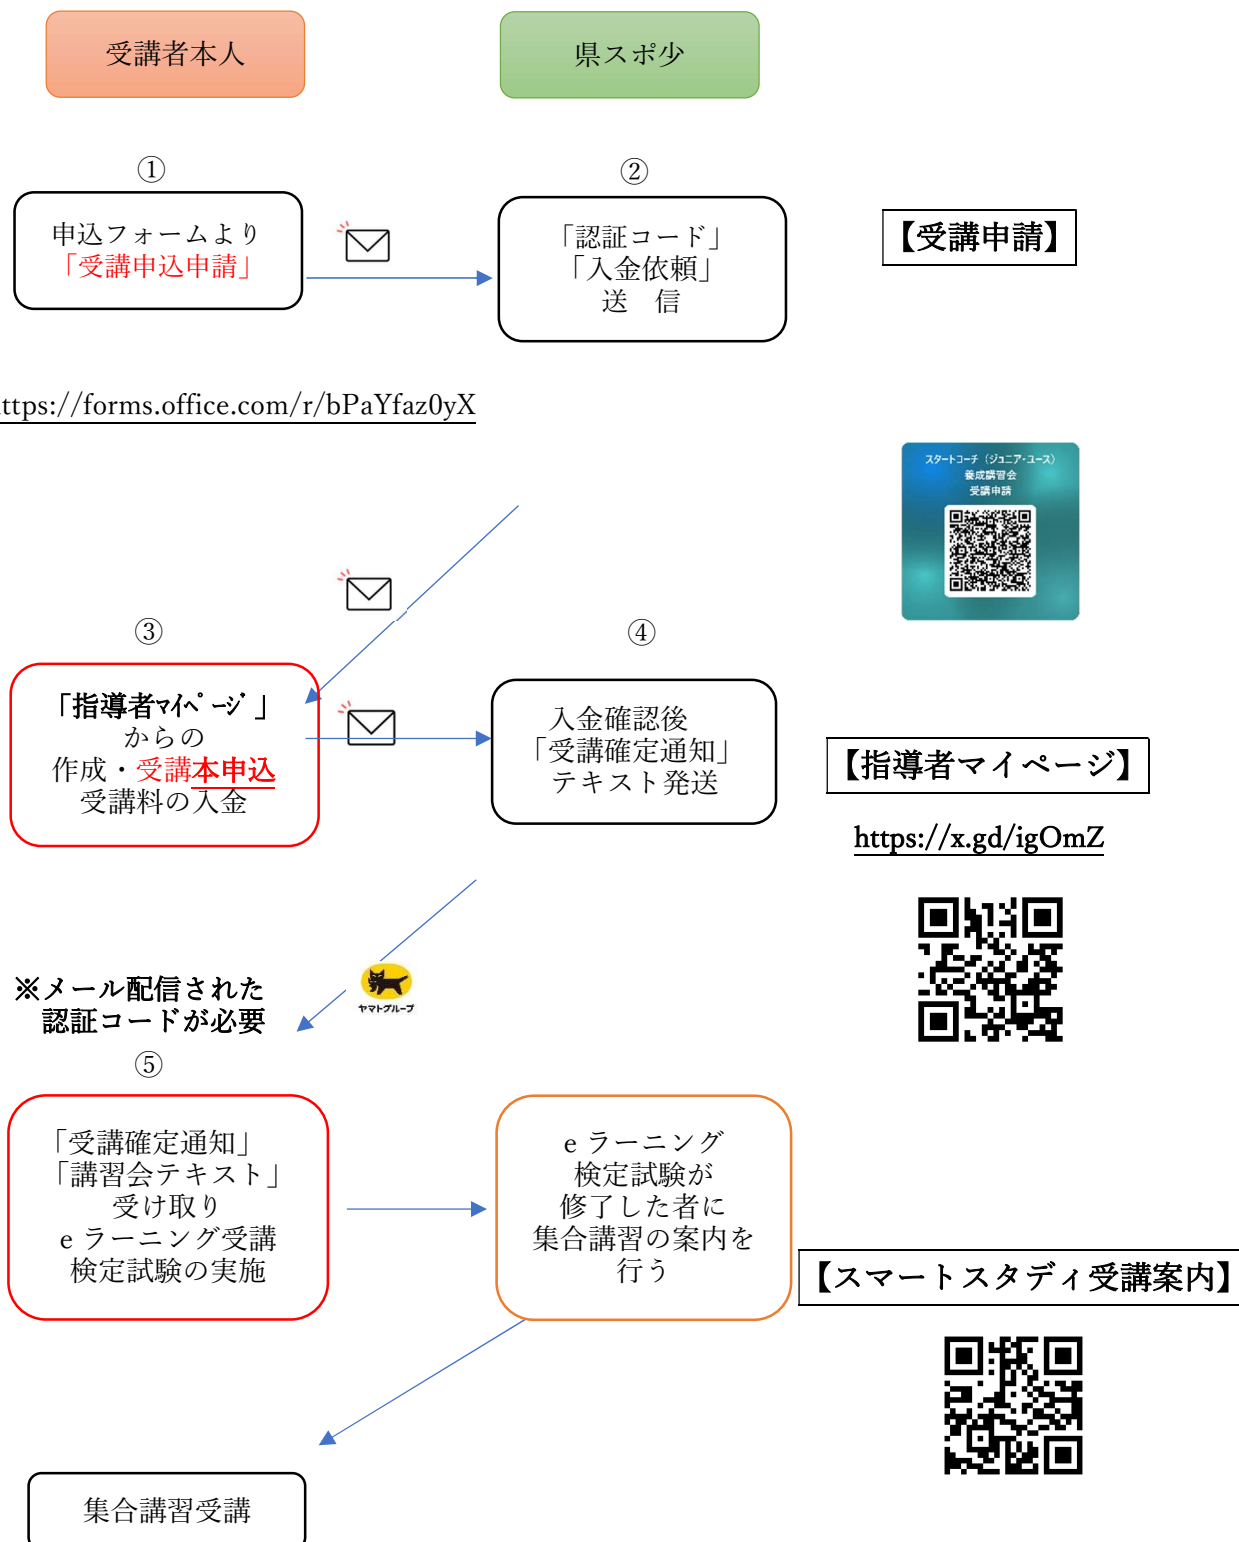 受講者本人
県スポ少
①
申込フォームより
「受講申込申請」
②
「認証コード」
「入金依頼」
送　信
【受講申請】
ttps://forms.office.com/r/bPaYfaz0yX
スタートコーチ（ジュニア・ユース）
養成講習会
受講申請
③
「指導者ﾏｲﾍﾟｰｼﾞ」
からの
作成・受講本申込
受講料の入金
④
入金確認後
「受講確定通知」
テキスト発送
【指導者マイページ】
https://x.gd/igOmZ
※メール配信された
認証コードが必要
ヤマトグループ
⑤
「受講確定通知」
「講習会テキスト」
受け取り
e ラーニング受講
検定試験の実施
e ラーニング
検定試験が
修了した者に
集合講習の案内を
行う
【スマートスタディ受講案内】
集合講習受講